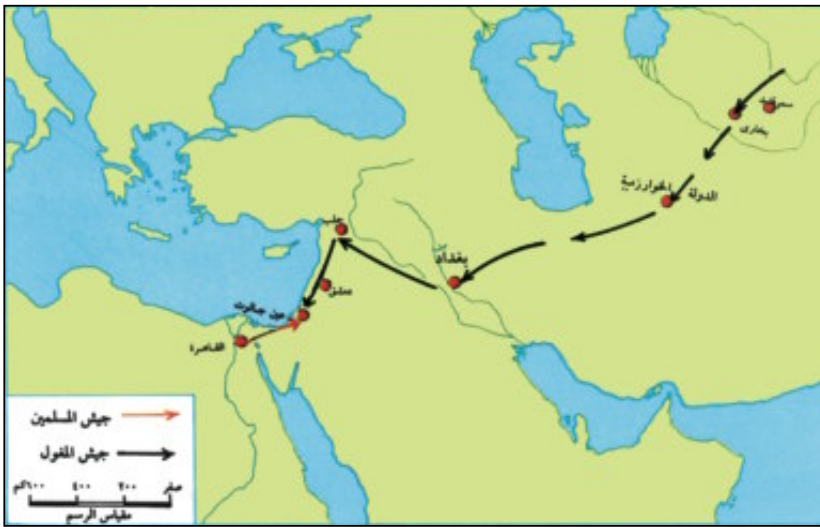 سمرقند
بخارى
الدولة الخوارزمية
حلب
بغداد
دمشق
عين جالوت
القاهرة
جيش المسلمين
جيش المغول
صفر ٢٠٠ ٤٠٠ ٦٠٠كم
مقياس الرسم